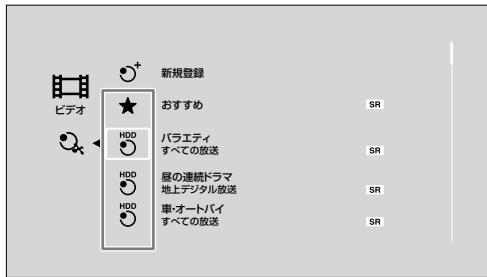 新規登録
ビデオ
おすすめ
SR
HDD
バラエティ
すべての放送
SR
HDD
昼の連続ドラマ
地上デジタル放送
SR
HDD
車・オートバイ
すべての放送
SR